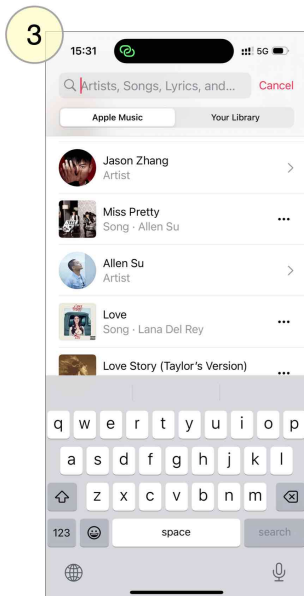 3
15:31
5G
Artists, Songs, Lyrics, and...
Cancel
Apple Music
Your Library
Jason Zhang
Artist
Miss Pretty
Song · Allen Su
Allen Su
Artist
Love
Song · Lana Del Rey
Love Story (Taylor's Version)
q w e r t y u i o p
a s d f g h j k l
z x c v b n m
123
space
search